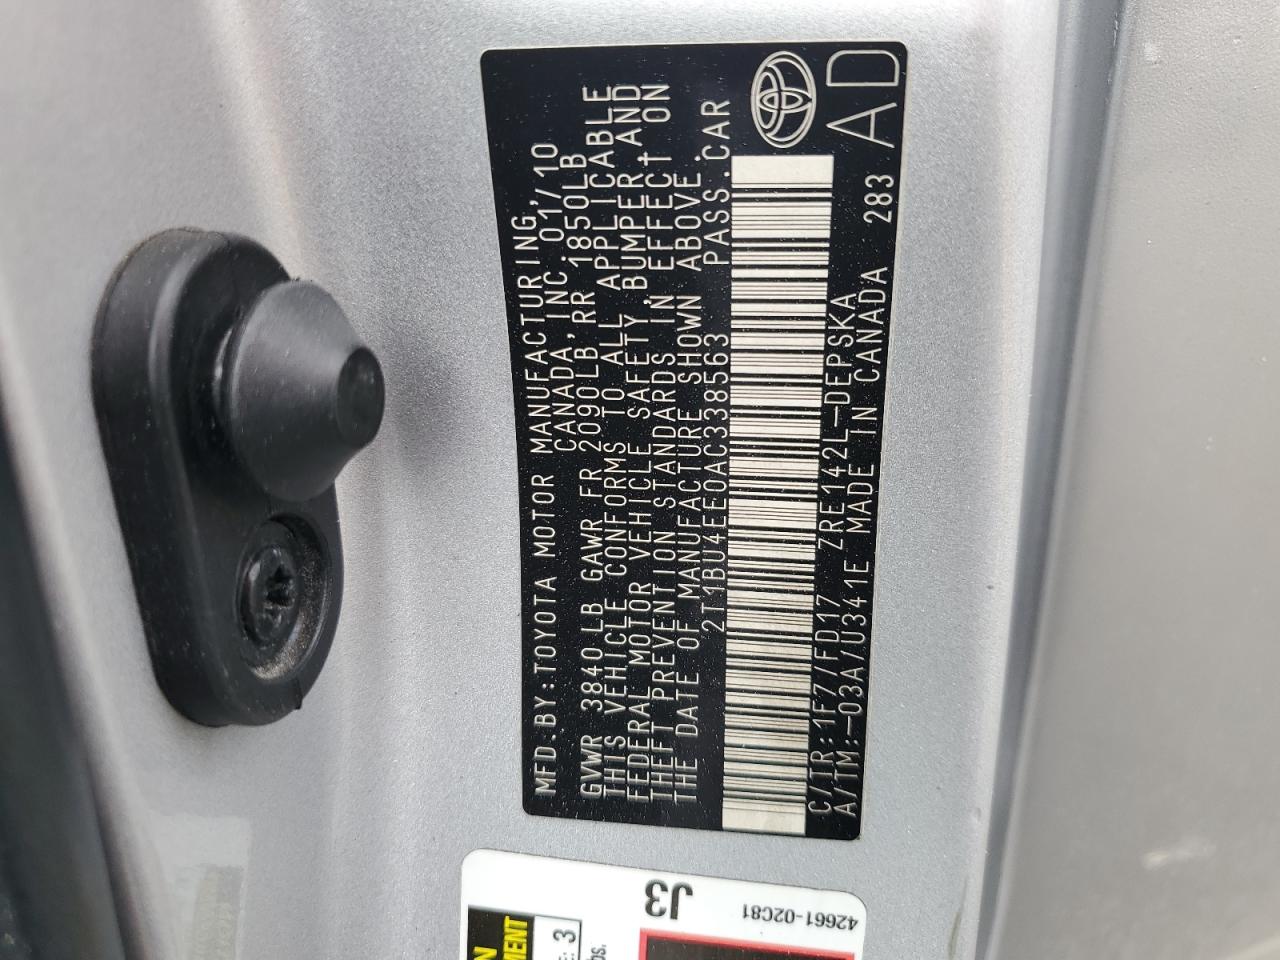 MFD.BY:TOYOTA MOTOR MANUFACTURING,
CANADA, INC. 01/10
GVWR 3840LB GAWR FR 2090LB, RR 1850LB
THIS VEHICLE CONFORMS TO ALL APPLICABLE
FEDERAL MOTOR VEHICLE SAFETY, BUMPER, AND
THEFT PREVENTION STANDARDS IN EFFECT ON
THE DATE OF MANUFACTURE SHOWN ABOVE.
2T1BU4EE0AC338563 PASS.CAR
C/TR:1F7/FD17 ZRE142L-DEPSKA
A/TM:-03A/U341E MADE IN CANADA 283
AD
J3
42661-02C81
3